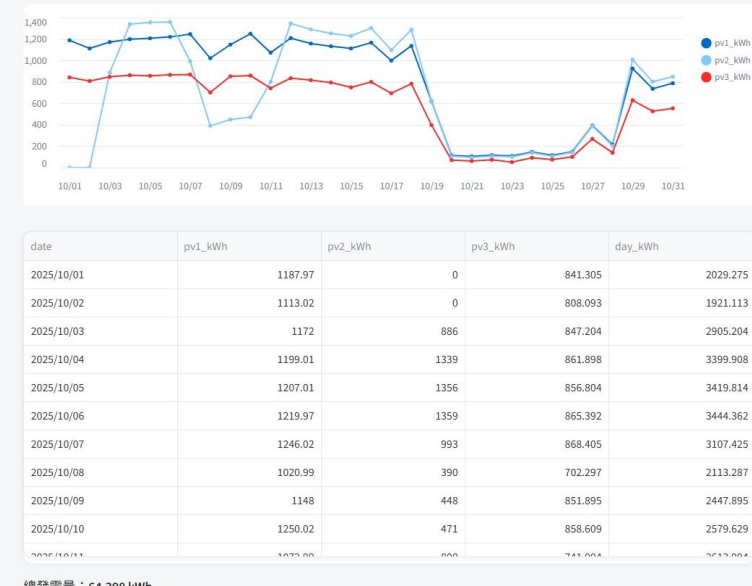 1,400
1,200
1,000
800
600
400
200
0
10/01 10/03 10/05 10/07 10/09 10/11 10/13 10/15 10/17 10/19 10/21 10/23 10/25 10/27 10/29 10/31
pv1_kWh
pv2_kWh
pv3_kWh
date pv1_kWh pv2_kWh pv3_kWh day_kWh
2025/10/01 1187.97 0 841.305 2029.275
2025/10/02 1113.02 0 808.093 1921.113
2025/10/03 1172 886 847.204 2905.204
2025/10/04 1199.01 1339 861.898 3399.908
2025/10/05 1207.01 1356 856.804 3419.814
2025/10/06 1219.97 1359 865.392 3444.362
2025/10/07 1246.02 993 868.405 3107.425
2025/10/08 1020.99 390 702.297 2113.287
2025/10/09 1148 448 851.895 2447.895
2025/10/10 1250.02 471 858.609 2579.629
2025/10/11
總發電量：